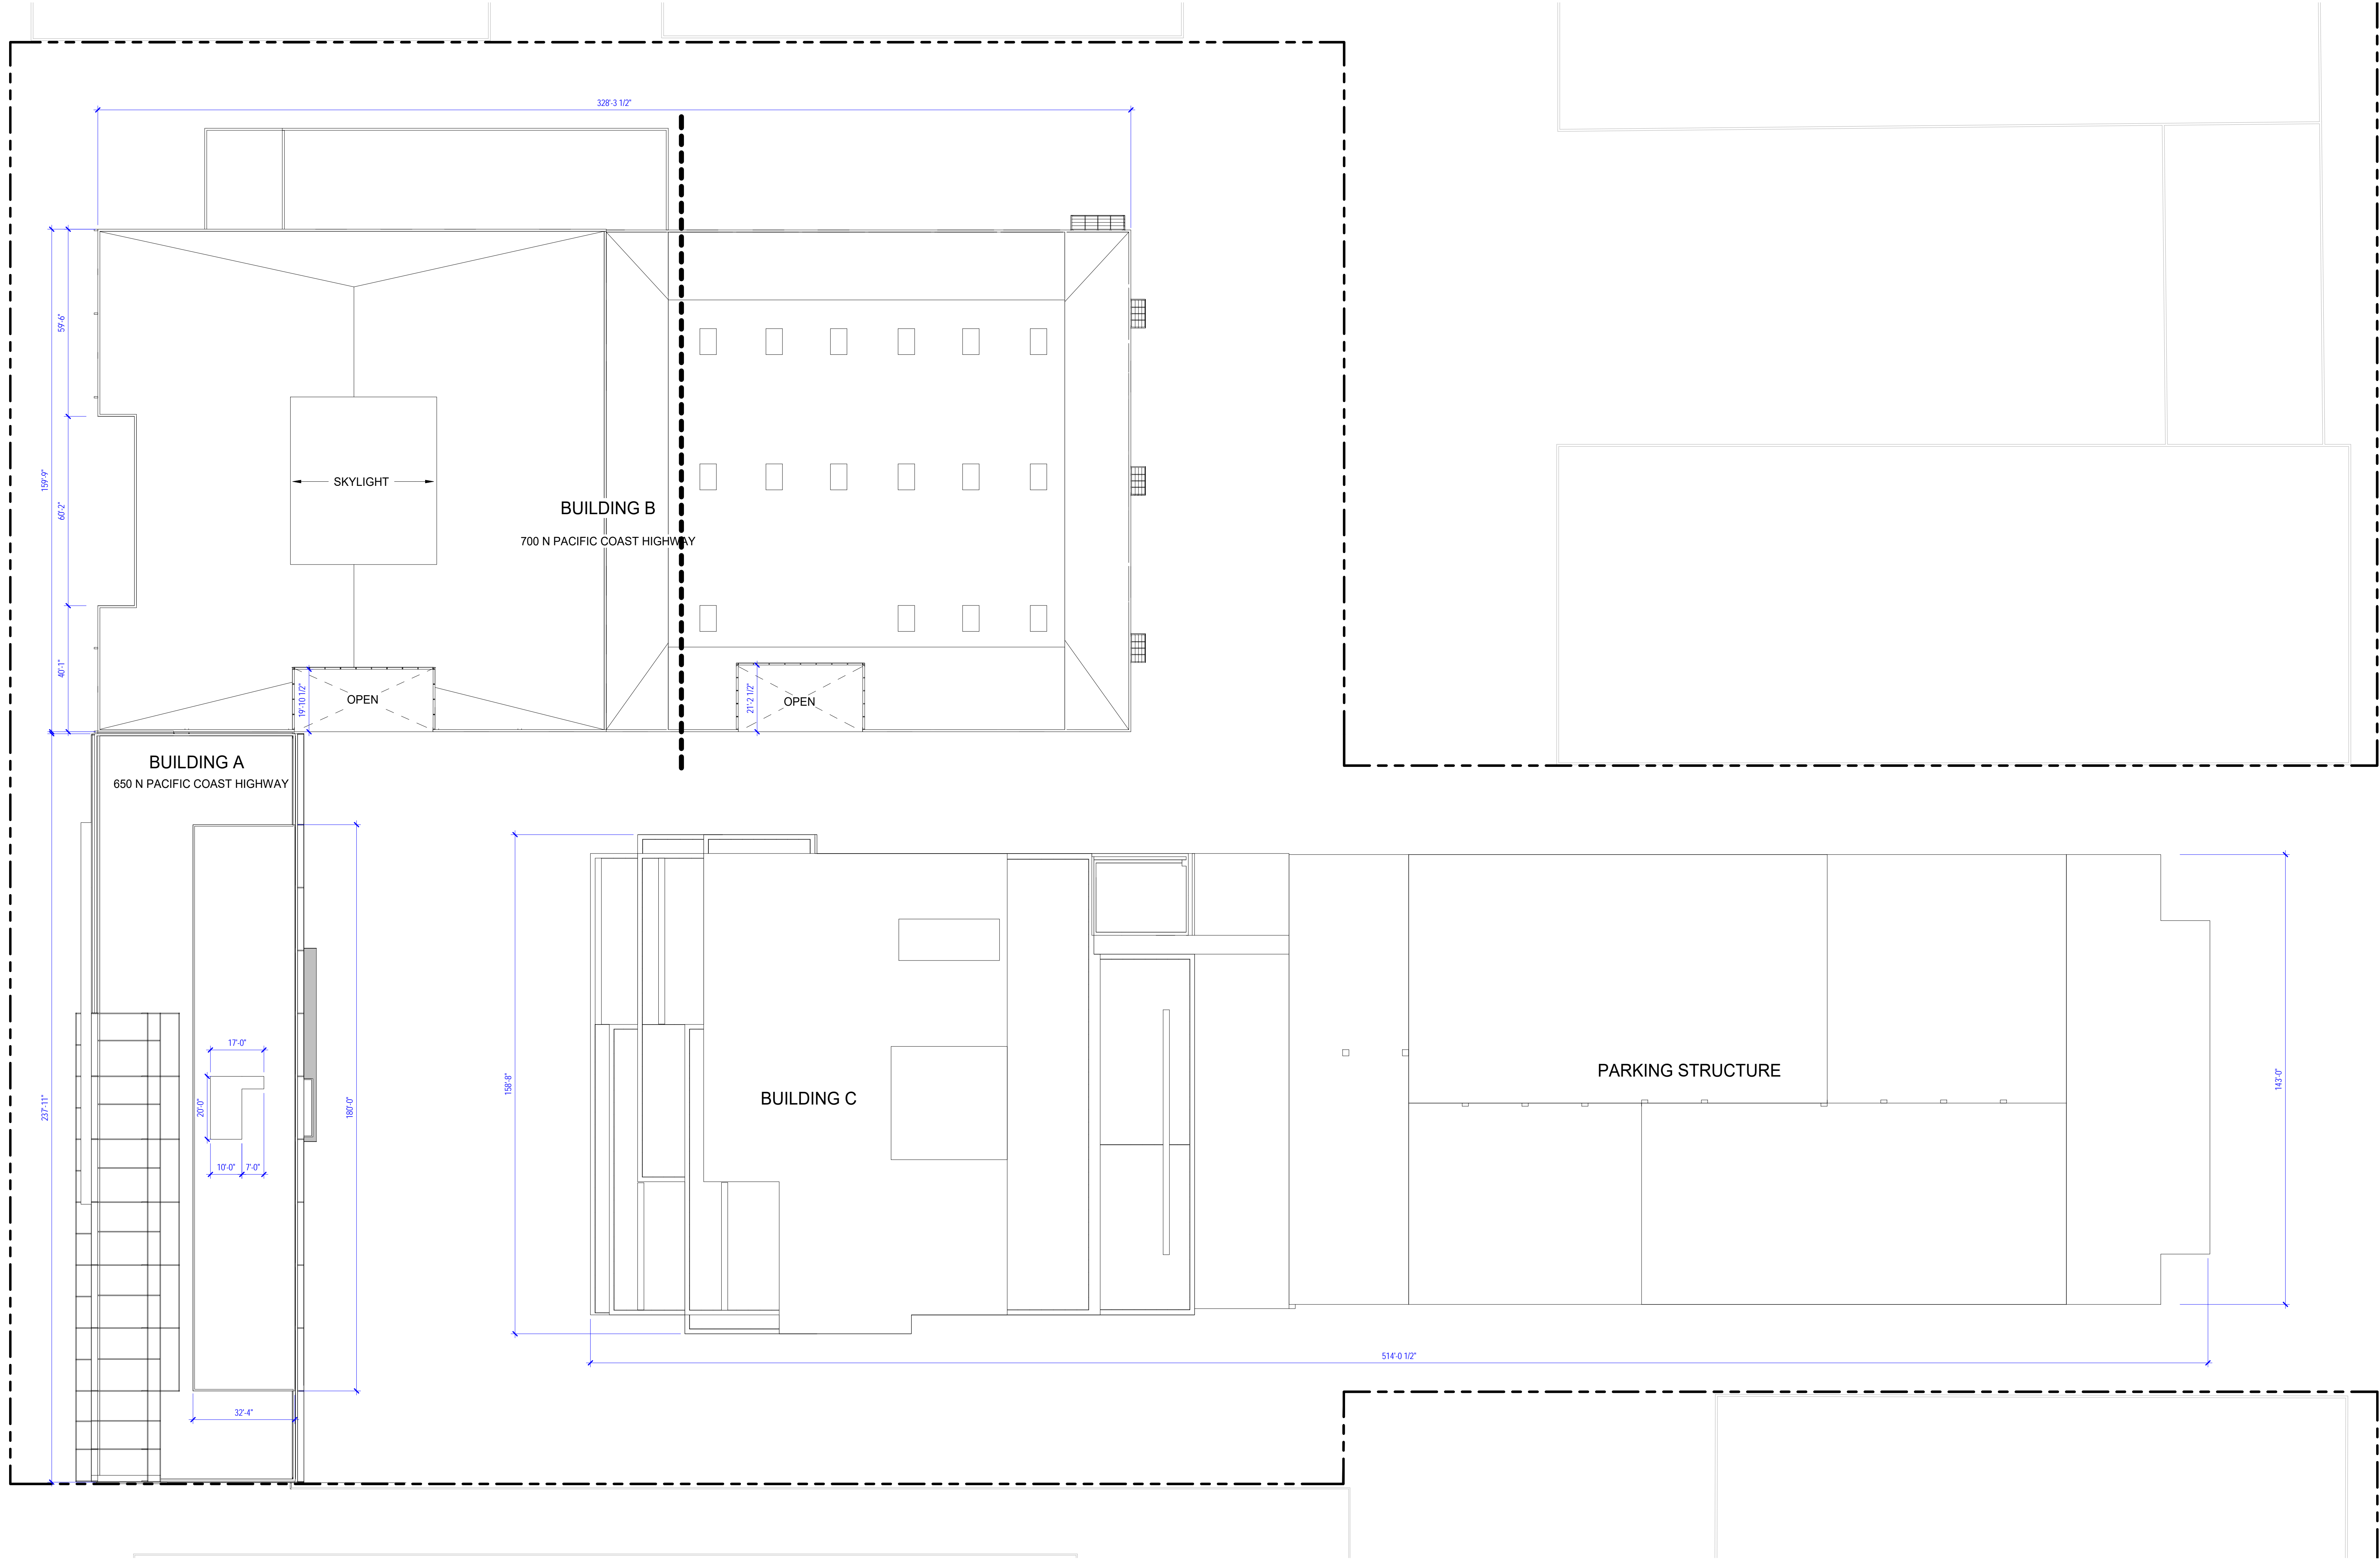 328'-3 1/2"
59'-6"
159'-9"
SKYLIGHT
60'-2"
BUILDING B
700 N PACIFIC COAST HIGHWAY
40'-1"
19'-10 1/2"
OPEN
21'-2 1/2"
OPEN
BUILDING A
650 N PACIFIC COAST HIGHWAY
17'-0"
20'-0"
10'-0"
7'-0"
237'-11"
180'-0"
158'-8"
BUILDING C
PARKING STRUCTURE
143'-0"
514'-0 1/2"
32'-4"